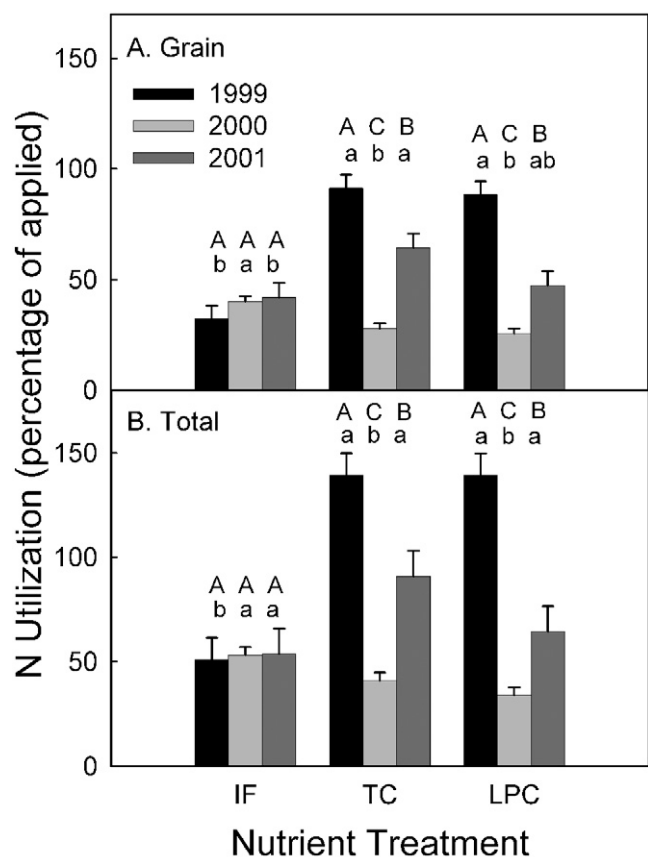 N Utilization (percentage of applied)
A. Grain
1999
2000
2001
150
100
50
0
A A A
b a b
A C B
a b a
A C B
a b ab
B. Total
150
100
50
0
A A A
b a a
A C B
a b a
A C B
a b a
IF TC LPC
Nutrient Treatment